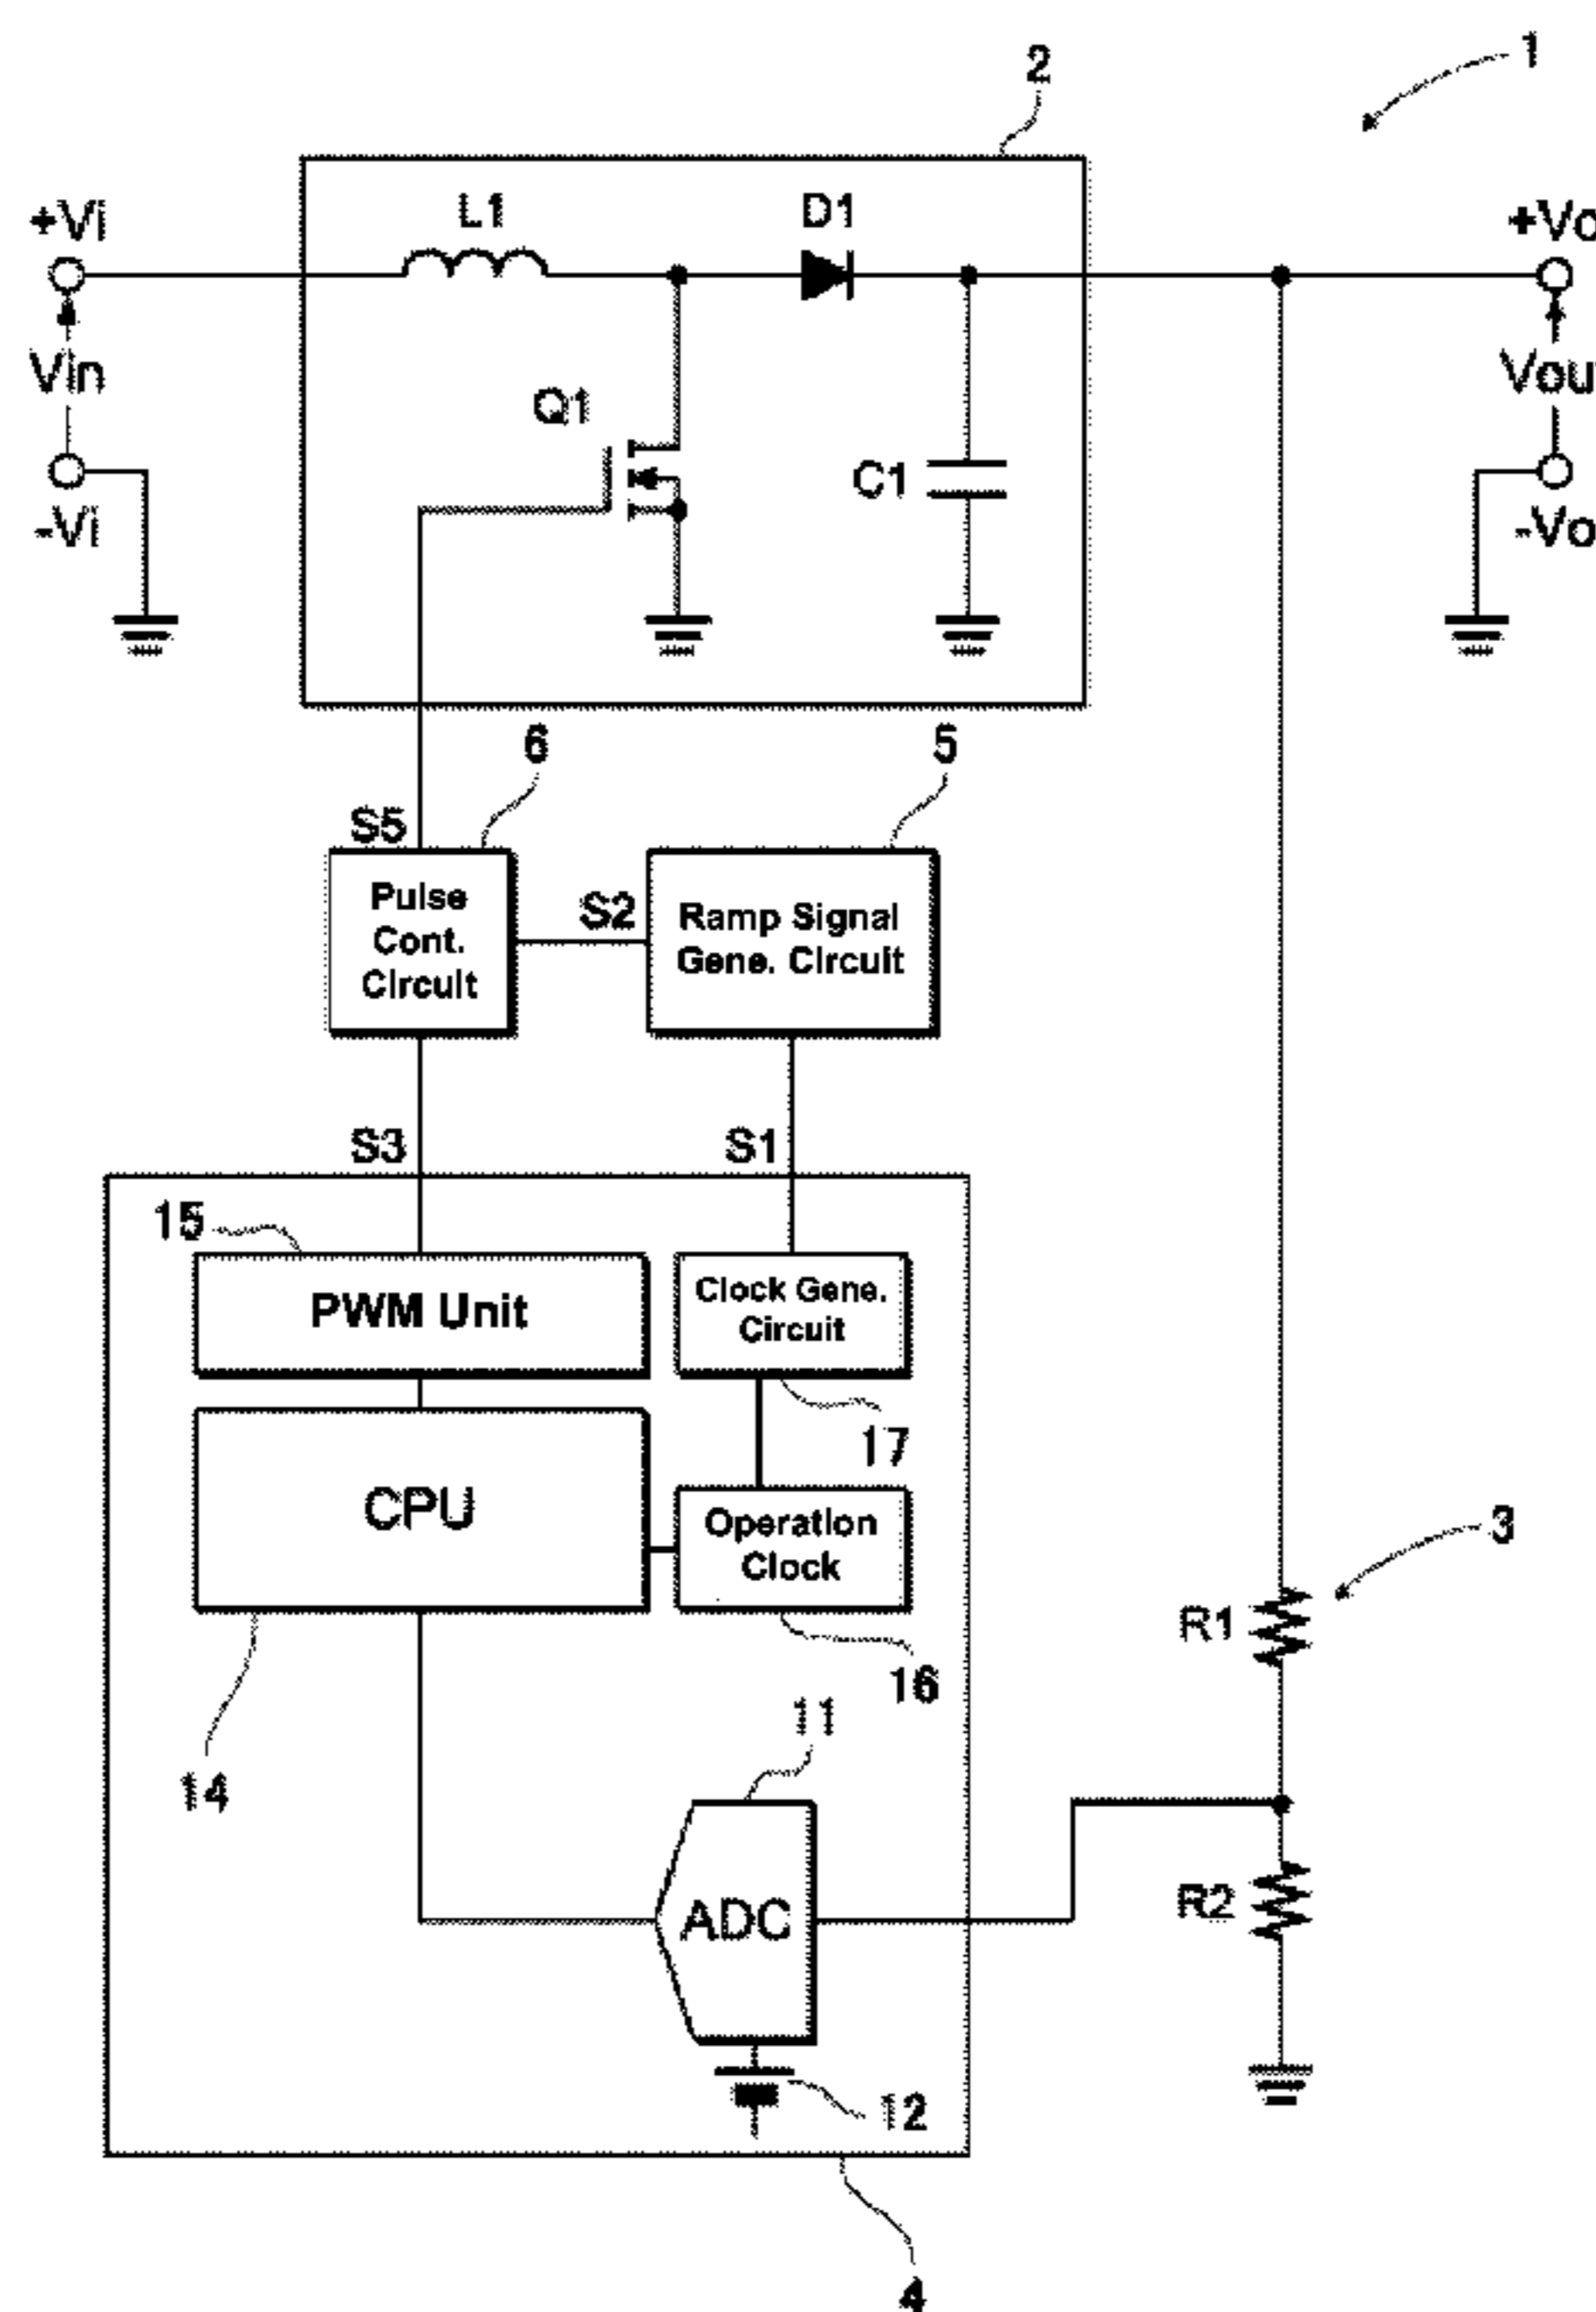 1
2
L1
D1
+Vi
+Vo
Vin
Vou
Q1
C1
-Vi
-Vo
6
5
S5
Pulse
Cont.
Circuit
S2
Ramp Signal
Gene. Circuit
S3
S1
15
PWM Unit
Clock Gene.
Circuit
17
CPU
Operation
Clock
3
R1
16
11
14
ADC
R2
12
4